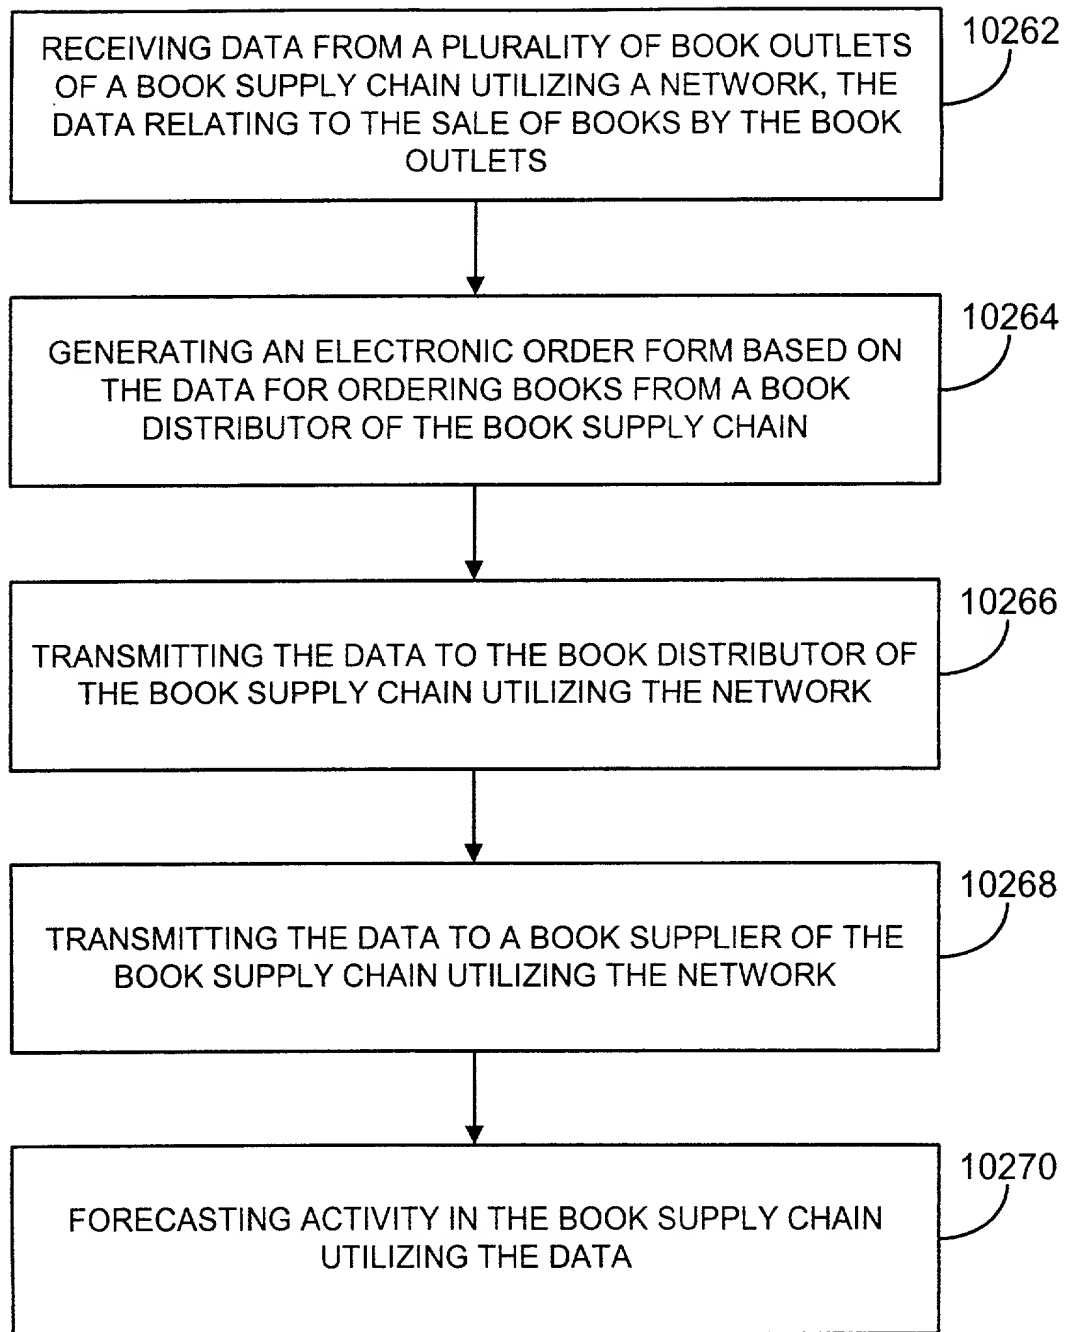 RECEIVING DATA FROM A PLURALITY OF BOOK OUTLETS
OF A BOOK SUPPLY CHAIN UTILIZING A NETWORK, THE
DATA RELATING TO THE SALE OF BOOKS BY THE BOOK
OUTLETS
10262
GENERATING AN ELECTRONIC ORDER FORM BASED ON
THE DATA FOR ORDERING BOOKS FROM A BOOK
DISTRIBUTOR OF THE BOOK SUPPLY CHAIN
10264
TRANSMITTING THE DATA TO THE BOOK DISTRIBUTOR OF
THE BOOK SUPPLY CHAIN UTILIZING THE NETWORK
10266
TRANSMITTING THE DATA TO A BOOK SUPPLIER OF THE
BOOK SUPPLY CHAIN UTILIZING THE NETWORK
10268
FORECASTING ACTIVITY IN THE BOOK SUPPLY CHAIN
UTILIZING THE DATA
10270